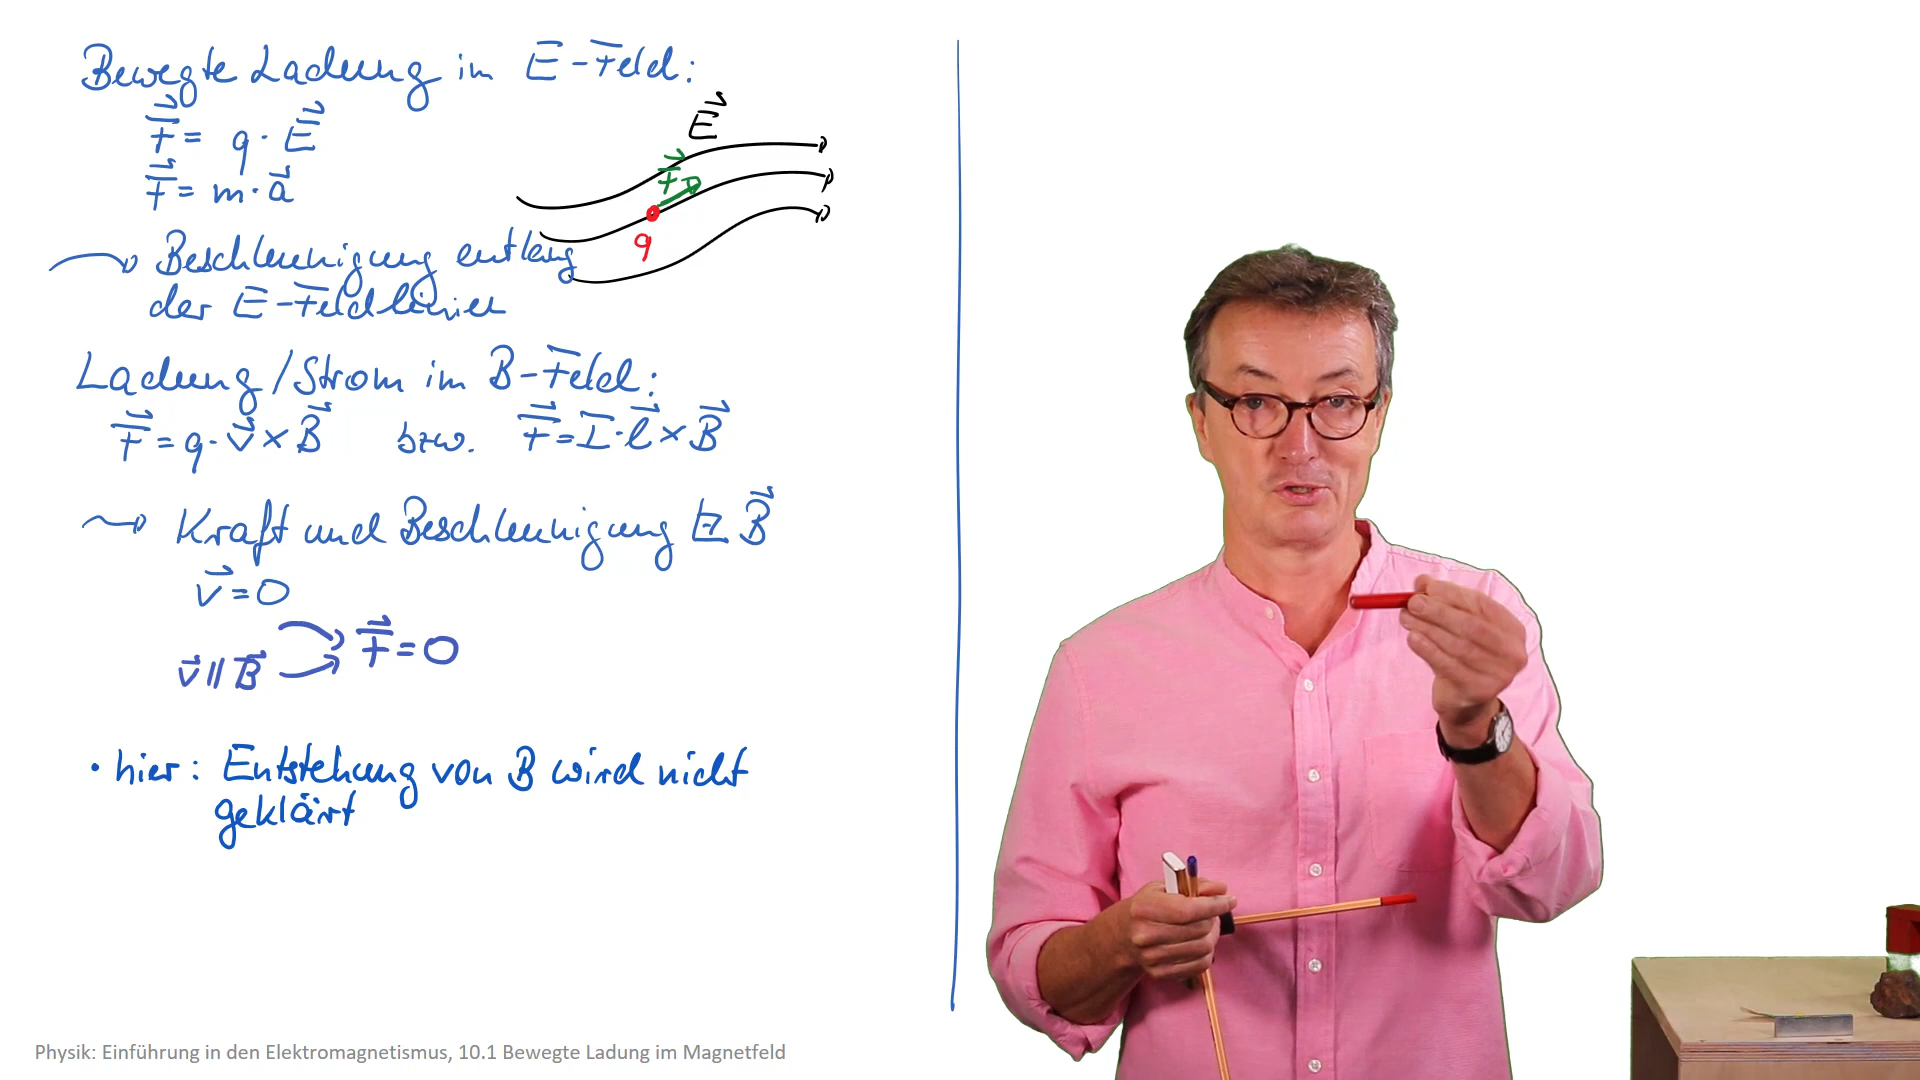 Bewegte Ladung im E-Feld:
F⃗ = q · E⃗
F⃗ = m · a⃗
E⃗
F⃗
q
Beschleunigung entlang
der E-Feldlinien
Ladung/Strom im B-Feld:
F⃗ = q · v⃗ × B⃗ bzw. F⃗ = I · l⃗ × B⃗
Kraft und Beschleunigung ⊥ B⃗
v⃗ = 0
v⃗ ∥ B⃗
F⃗ = 0
• hier: Entstehung von B wird nicht
geklärt
Physik: Einführung in den Elektromagnetismus, 10.1 Bewegte Ladung im Magnetfeld